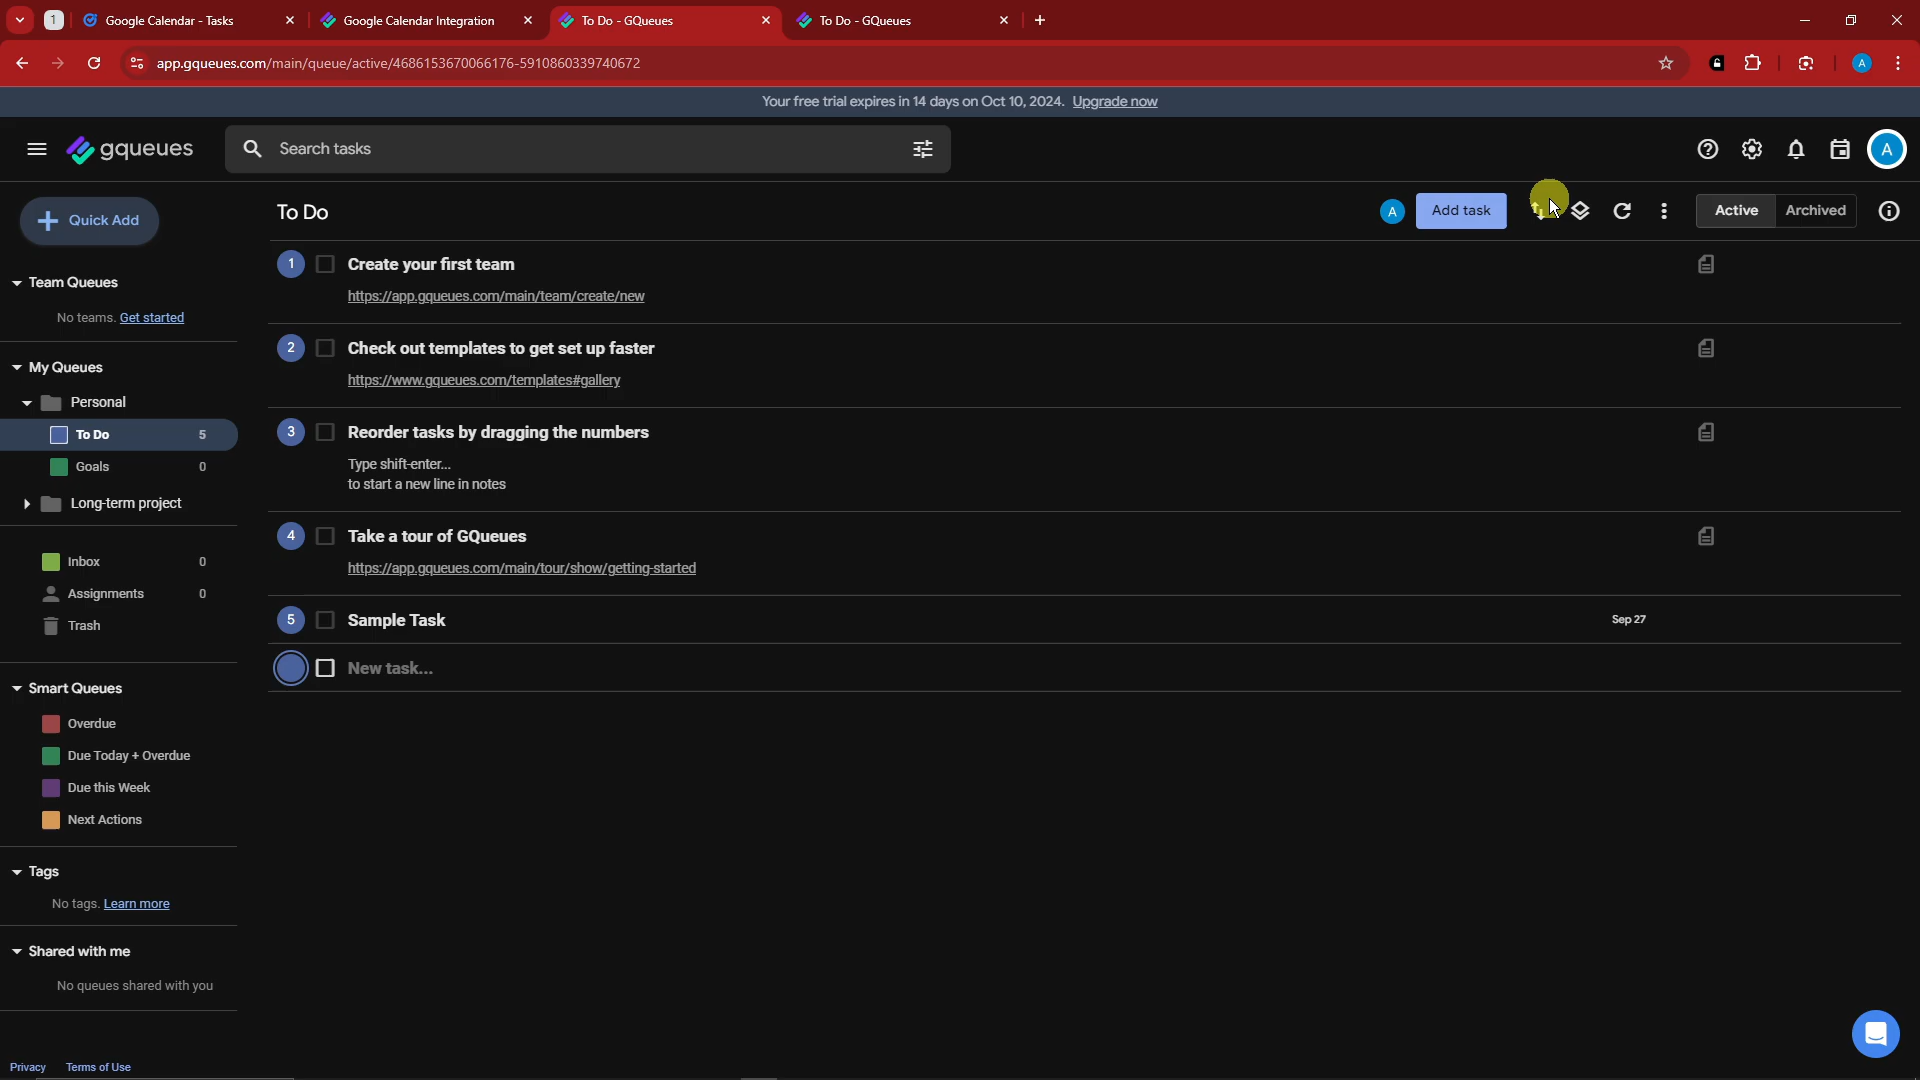 1
Google Calendar - Tasks
Google Calendar Integration
To Do - GQueues
To Do - GQueues
app.gqueues.com/main/queue/active/4686153670066176-5910860339740672
A
Your free trial expires in 14 days on Oct 10, 2024. Upgrade now
gqueues
Search tasks
A
Quick Add
To Do
A
Add task
Active
Archived
Team Queues
No teams. Get started
My Queues
Personal
To Do 5
Goals 0
Long-term project
Inbox 0
Assignments 0
Trash
Smart Queues
Overdue
Due Today + Overdue
Due this Week
Next Actions
Tags
No tags. Learn more
Shared with me
No queues shared with you
Privacy Terms of Use
1 Create your first team
https://app.gqueues.com/main/team/create/new
2 Check out templates to get set up faster
https://www.gqueues.com/templates#gallery
3 Reorder tasks by dragging the numbers
Type shift-enter...
to start a new line in notes
4 Take a tour of GQueues
https://app.gqueues.com/main/tour/show/getting-started
5 Sample Task Sep 27
New task...